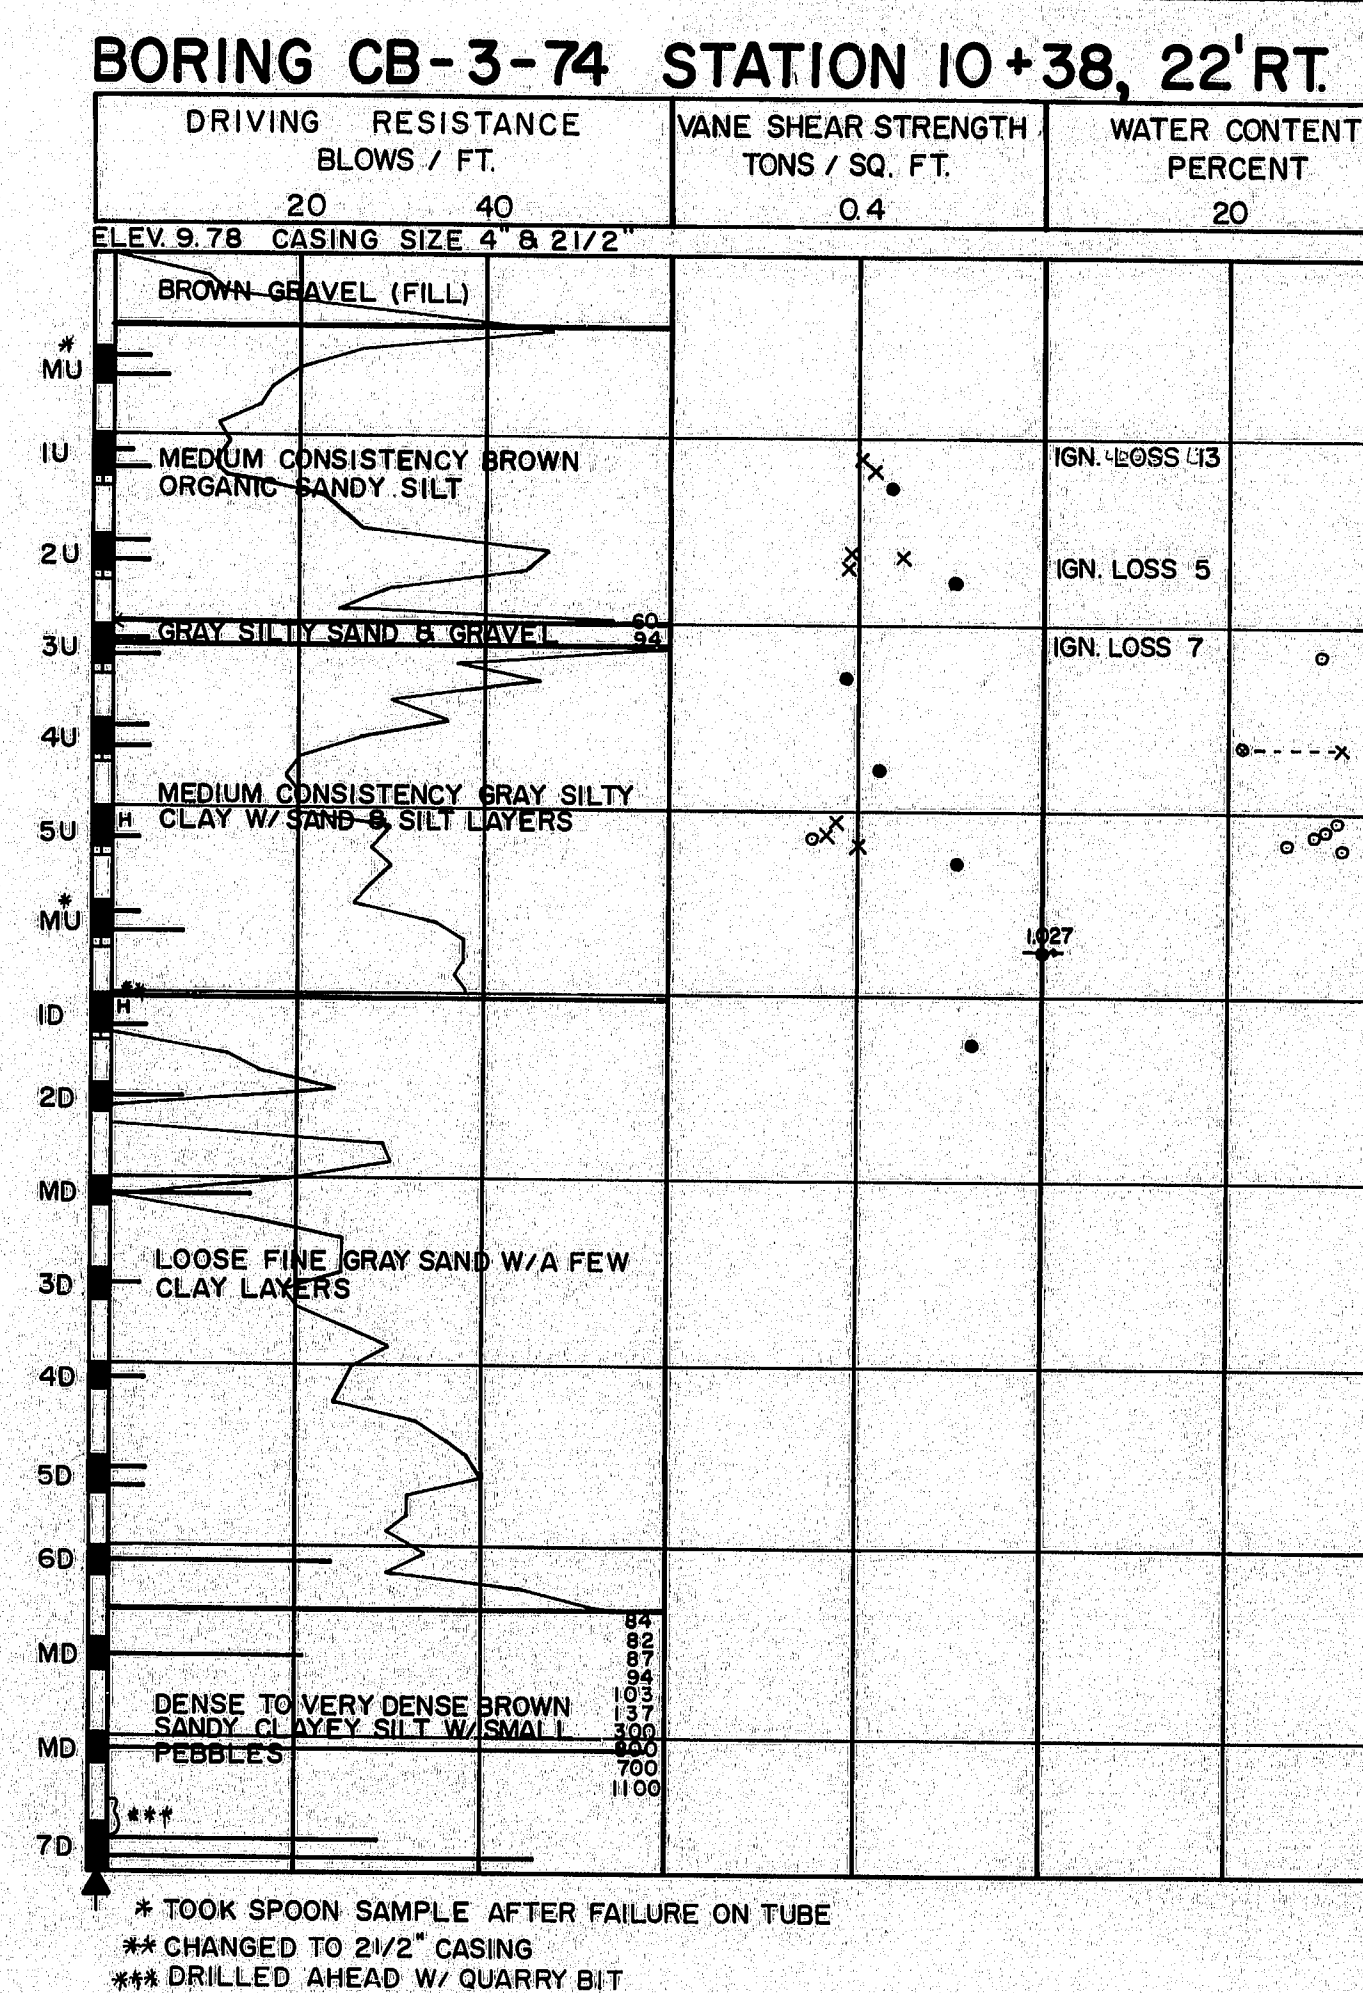 BORING CB-3-74 STATION 10+38, 22' RT.
DRIVING RESISTANCE
BLOWS / FT.
20 40
VANE SHEAR STRENGTH
TONS / SQ. FT.
0.4
WATER CONTENT
PERCENT
20
ELEV. 9.78 CASING SIZE 4" & 2 1/2"
BROWN GRAVEL (FILL)
*
MU
1U
MEDIUM CONSISTENCY BROWN
ORGANIC SANDY SILT
IGN. LOSS 13
2U
IGN. LOSS 5
60
GRAY SILTY SAND & GRAVEL 94
3U
IGN. LOSS 7
4U
MEDIUM CONSISTENCY GRAY SILTY
CLAY W/ SAND & SILT LAYERS
H
5U
*
MU
1.027
**
H
1D
2D
MD
LOOSE FINE GRAY SAND W/A FEW
CLAY LAYERS
3D
4D
5D
6D
84
82
87
94
103
137
300
700
1100
MD
DENSE TO VERY DENSE BROWN
SANDY CLAYEY SILT W/ SMALL
PEBBLES
MD
***
7D
* TOOK SPOON SAMPLE AFTER FAILURE ON TUBE
** CHANGED TO 2 1/2" CASING
*** DRILLED AHEAD W/ QUARRY BIT